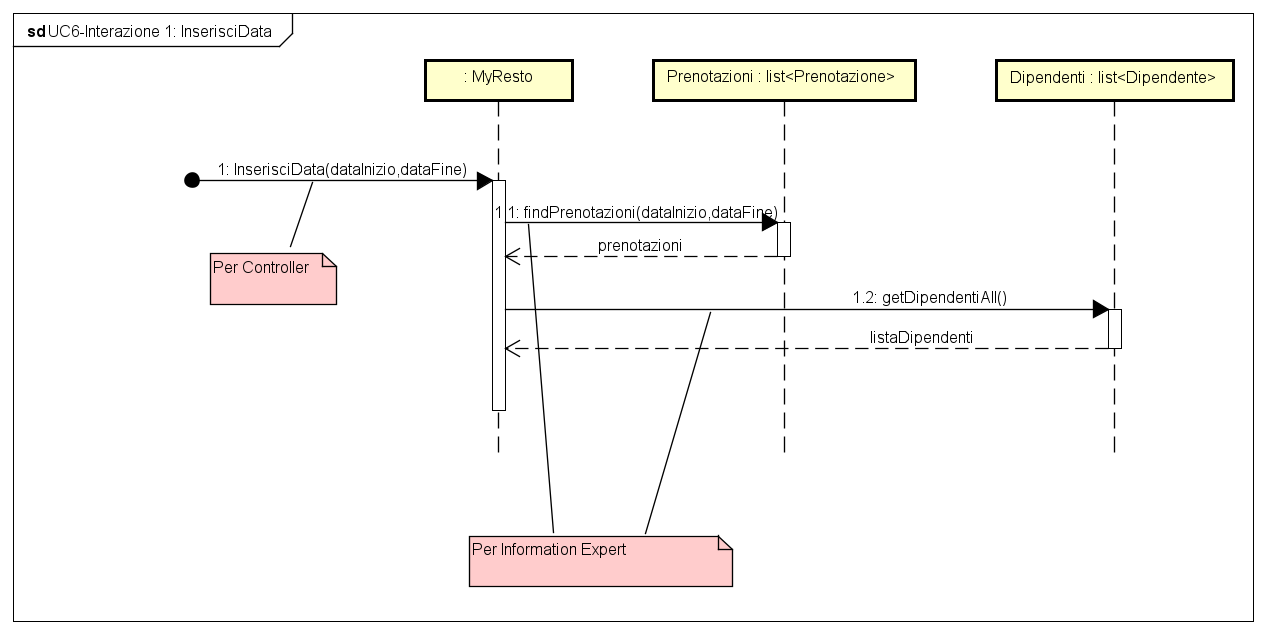 sd UC6-Interazione 1: InserisciData
: MyResto
Prenotazioni : list<Prenotazione>
Dipendenti : list<Dipendente>
1: InserisciData(dataInizio,dataFine)
1.1: findPrenotazioni(dataInizio,dataFine)
prenotazioni
Per Controller
1.2: getDipendentiAll()
listaDipendenti
Per Information Expert